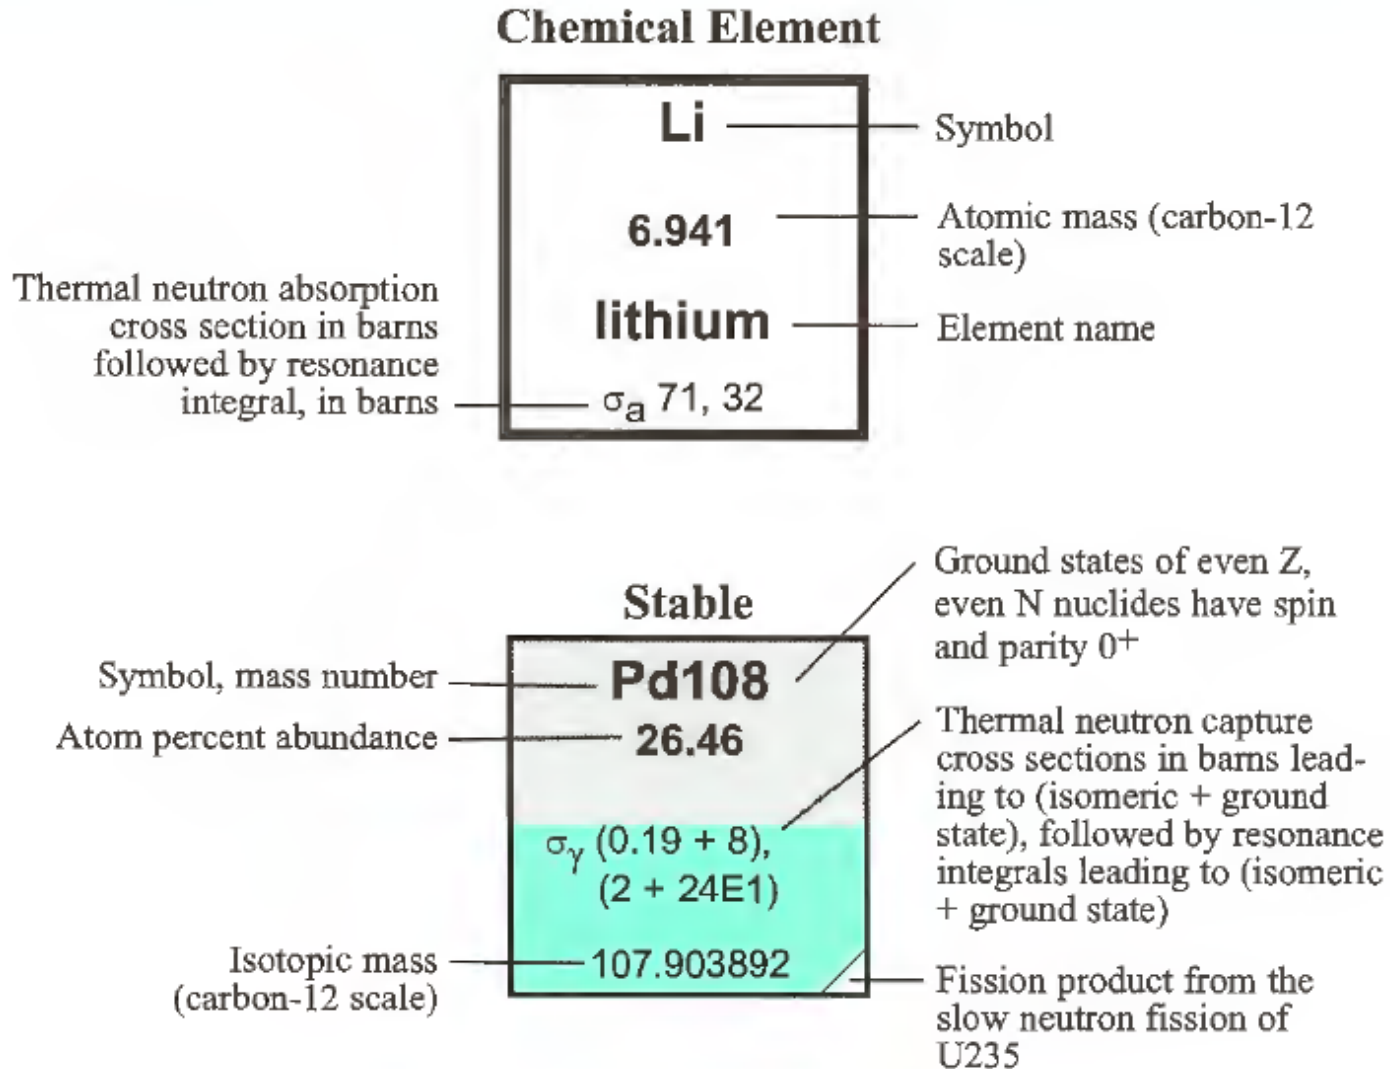 Chemical Element
Li
Symbol
6.941
Atomic mass (carbon-12
scale)
Thermal neutron absorption
cross section in barns
followed by resonance
integral, in barns
lithium
Element name
σa 71, 32
Stable
Ground states of even Z,
even N nuclides have spin
and parity 0+
Symbol, mass number
Pd108
Atom percent abundance
26.46
Thermal neutron capture
cross sections in barns lead-
ing to (isomeric + ground
state), followed by resonance
integrals leading to (isomeric
+ ground state)
σγ (0.19 + 8),
(2 + 24E1)
Isotopic mass
(carbon-12 scale)
107.903892
Fission product from the
slow neutron fission of
U235